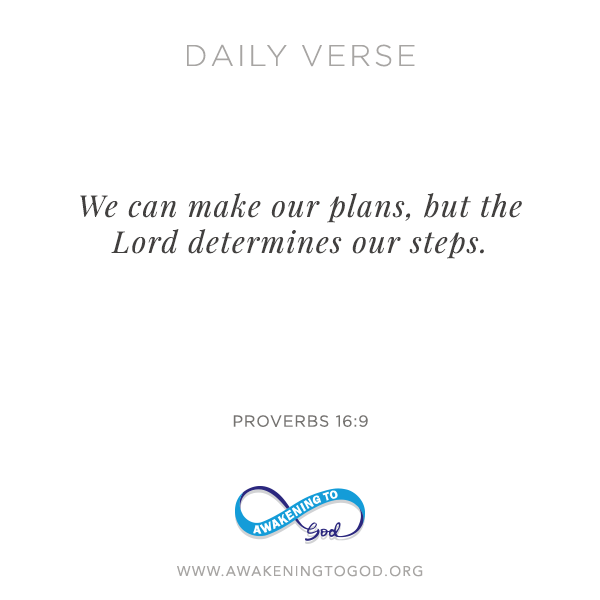 DAILY VERSE
We can make our plans, but the
Lord determines our steps.
PROVERBS 16:9
AWAKENING TO
God
WWW.AWAKENINGTOGOD.ORG